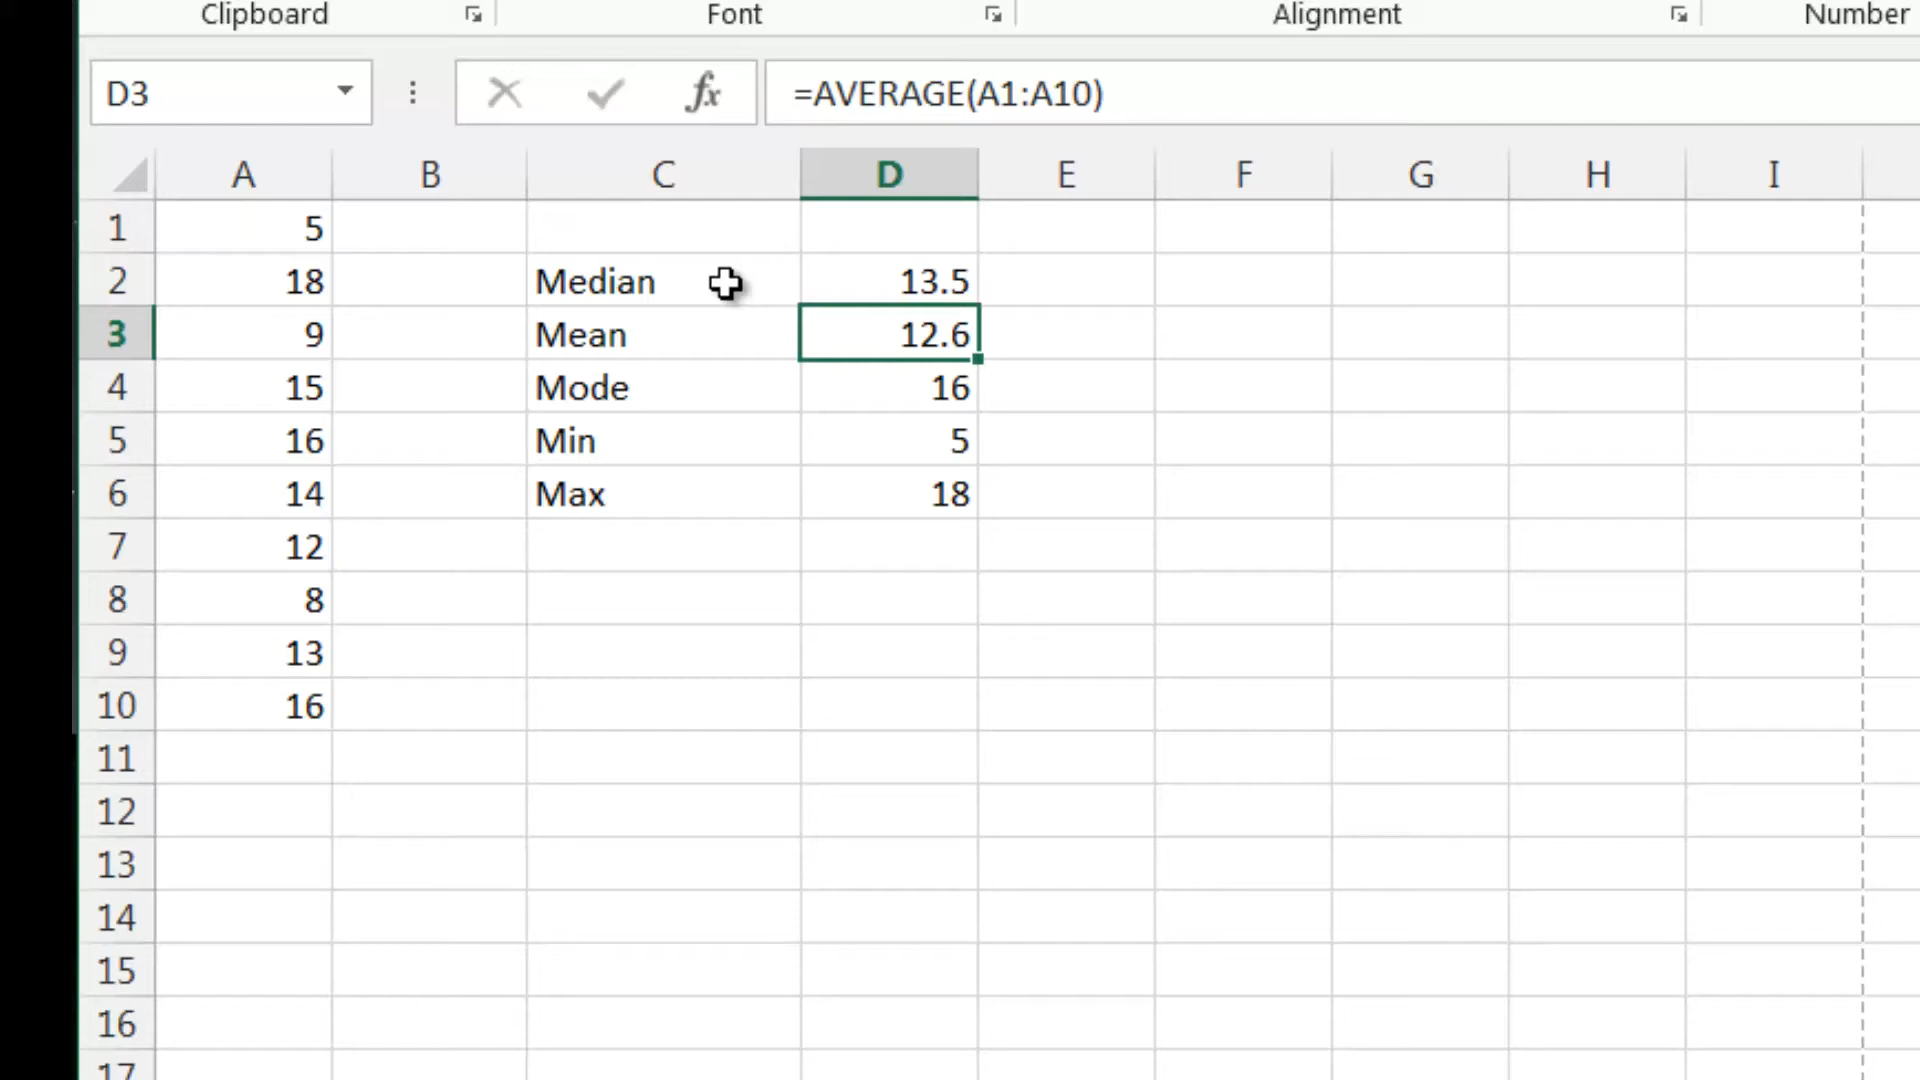 Clipboard Font Alignment Number
D3 fx =AVERAGE(A1:A10)
A B C D E F G H I
1 5
2 18 Median 13.5
3 9 Mean 12.6
4 15 Mode 16
5 16 Min 5
6 14 Max 18
7 12
8 8
9 13
10 16
11
12
13
14
15
16
17